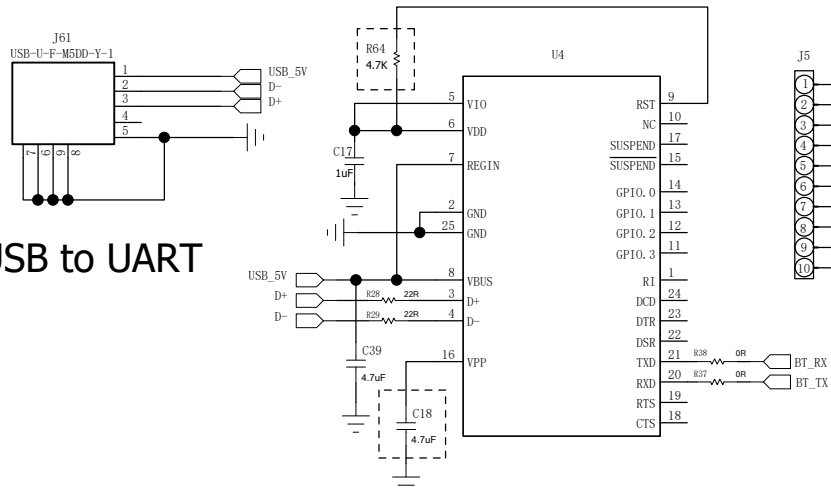 J61
USB-U-F-M5DD-Y-1
1 USB_5V
2 D-
3 D+
4
5
7 6 9 8
USB to UART
R64
4.7K
C17
1uF
U4
5 VIO
6 VDD
7 REGIN
2 GND
25 GND
USB_5V 8 VBUS
D+ R28 22R 3 D+
D- R29 22R 4 D-
C39
4.7uF
16 VPP
C18
4.7uF
RST 9
NC 10
SUSPEND 17
SUSPEND 15
GPIO.0 14
GPIO.1 13
GPIO.2 12
GPIO.3 11
RI 1
DCD 24
DTR 23
DSR 22
TXD 21 R38 0R BT_RX
RXD 20 R37 0R BT_TX
RTS 19
CTS 18
J5
1
2
3
4
5
6
7
8
9
10